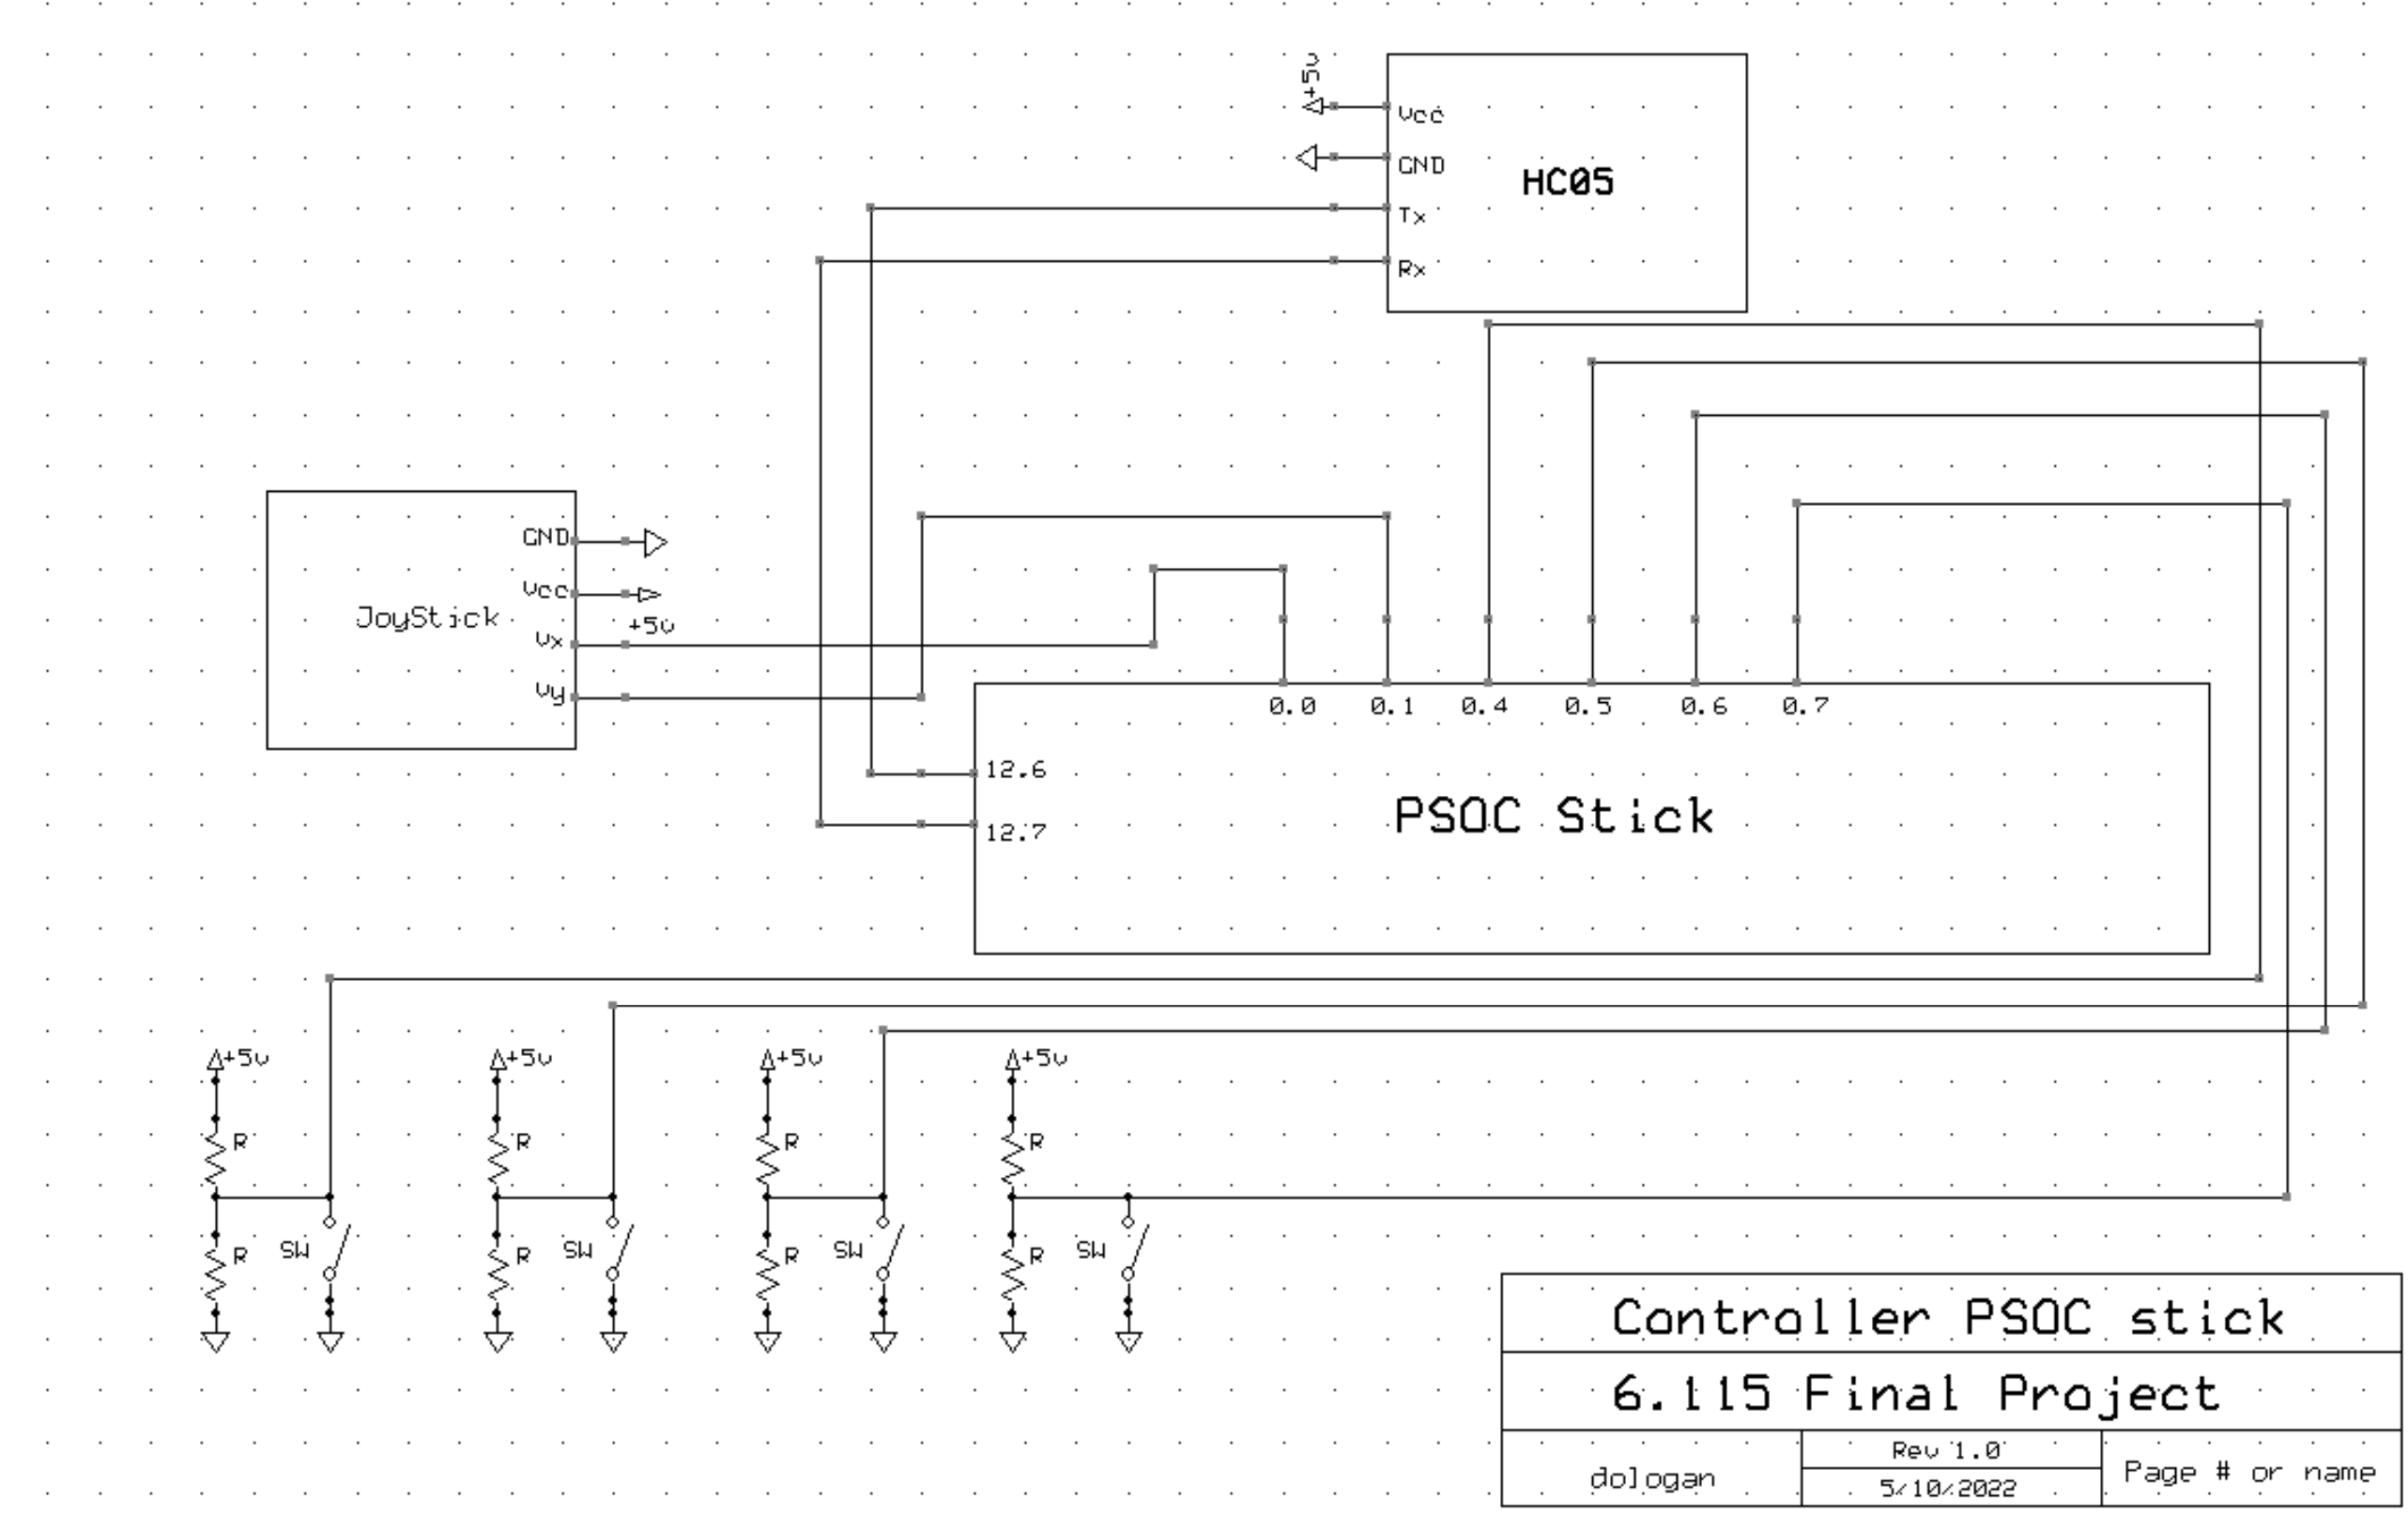 +5v
Vcc
GND
HC05
Tx
Rx
GND
Vcc
JoyStick
+5v
Vx
Vy
0.0 0.1 0.4 0.5 0.6 0.7
12.6
PSOC Stick
12.7
+5v +5v +5v +5v
R R R R
SW SW SW SW
R R R R
Controller PSOC stick
6.115 Final Project
dologan
Rev 1.0
5/10/2022
Page # or name